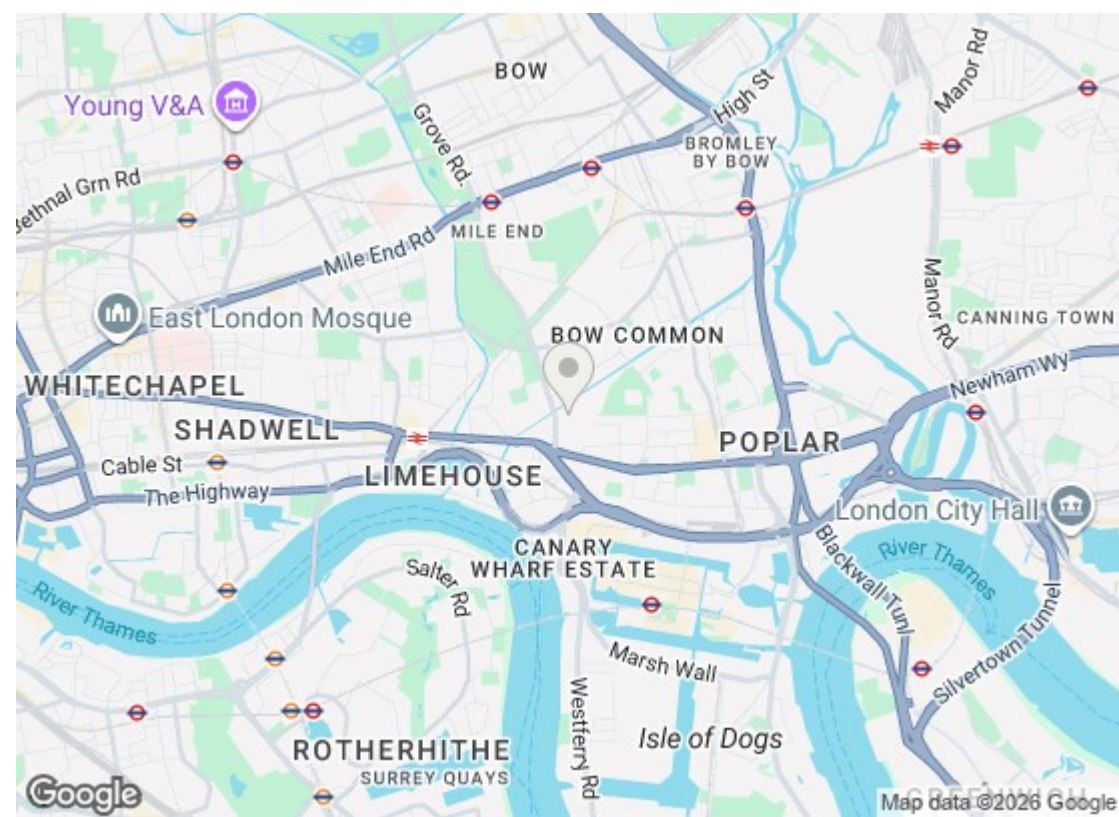 BOW
Young V&A
Grove Rd.
High St
Manor Rd
BROMLEY
BY BOW
Bethnal Grn Rd
MILE END
Mile End Rd
Manor Rd
East London Mosque
BOW COMMON
CANNING TOWN
WHITECHAPEL
Newham Wy
SHADWELL
POPLAR
Cable St
LIMEHOUSE
The Highway
London City Hall
CANARY
WHARF ESTATE
River Thames
Salter Rd
Blackwall Tunl
River Thames
Marsh Wall
Silvertown Tunnel
Westferry Rd
Isle of Dogs
ROTHERHITHE
SURREY QUAYS
GREENWICH
Google
Map data ©2026 Google